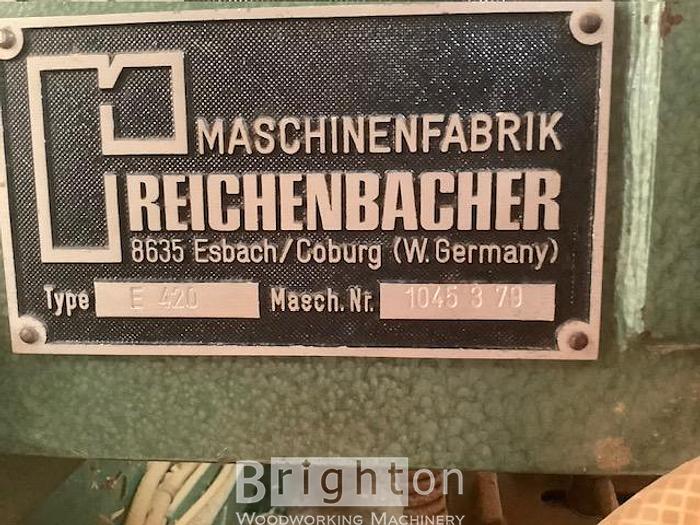 MASCHINENFABRIK
REICHENBACHER
8635 Esbach/Coburg (W.Germany)
Type E 420 Masch.Nr. 1045 3 79
Brighton
WOODWORKING MACHINERY